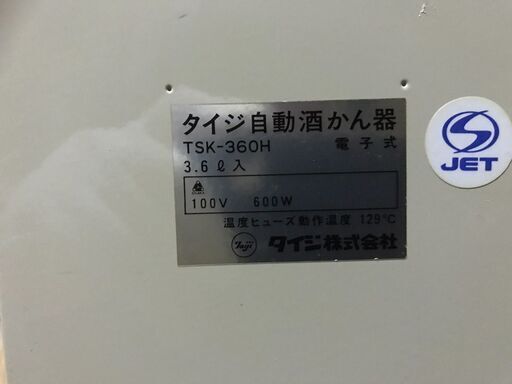 タイジ自動酒かん器
TSK-360H 電子式
3.6ℓ入
100V 600W
温度ヒューズ動作温度 129℃
Taiji タイジ株式会社
S
JET